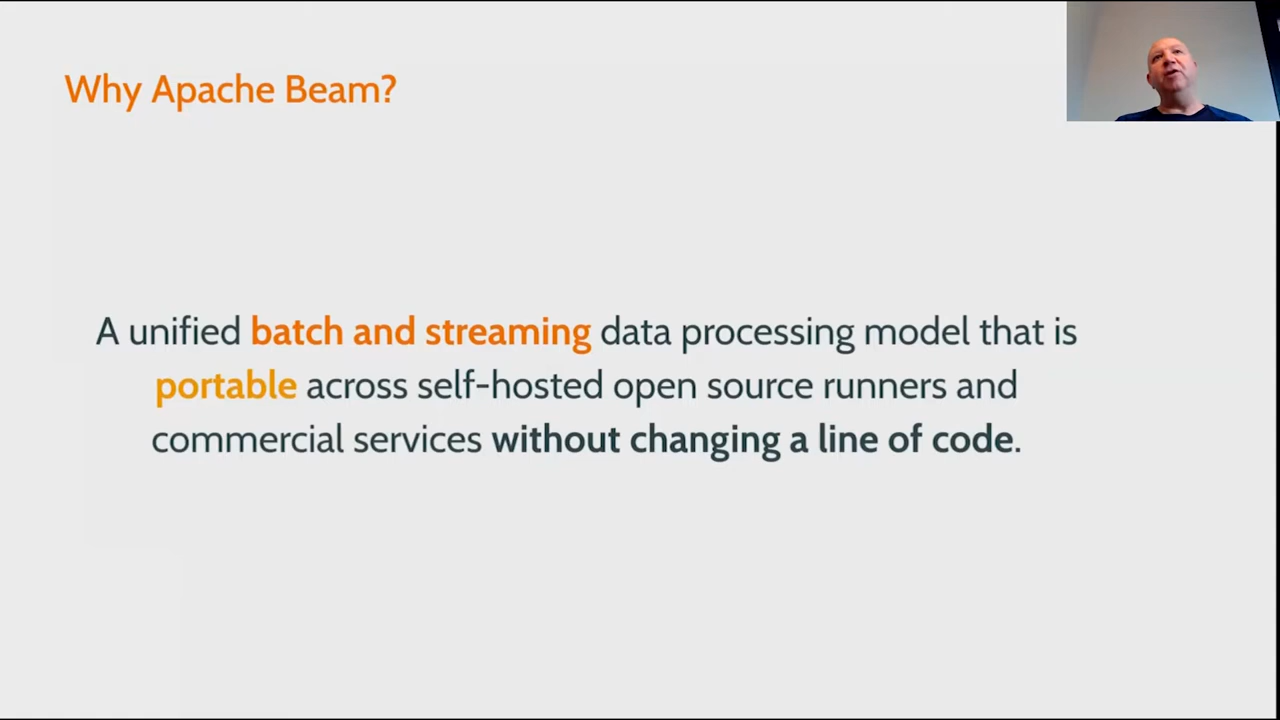 Why Apache Beam?
A unified batch and streaming data processing model that is
portable across self-hosted open source runners and
commercial services without changing a line of code.